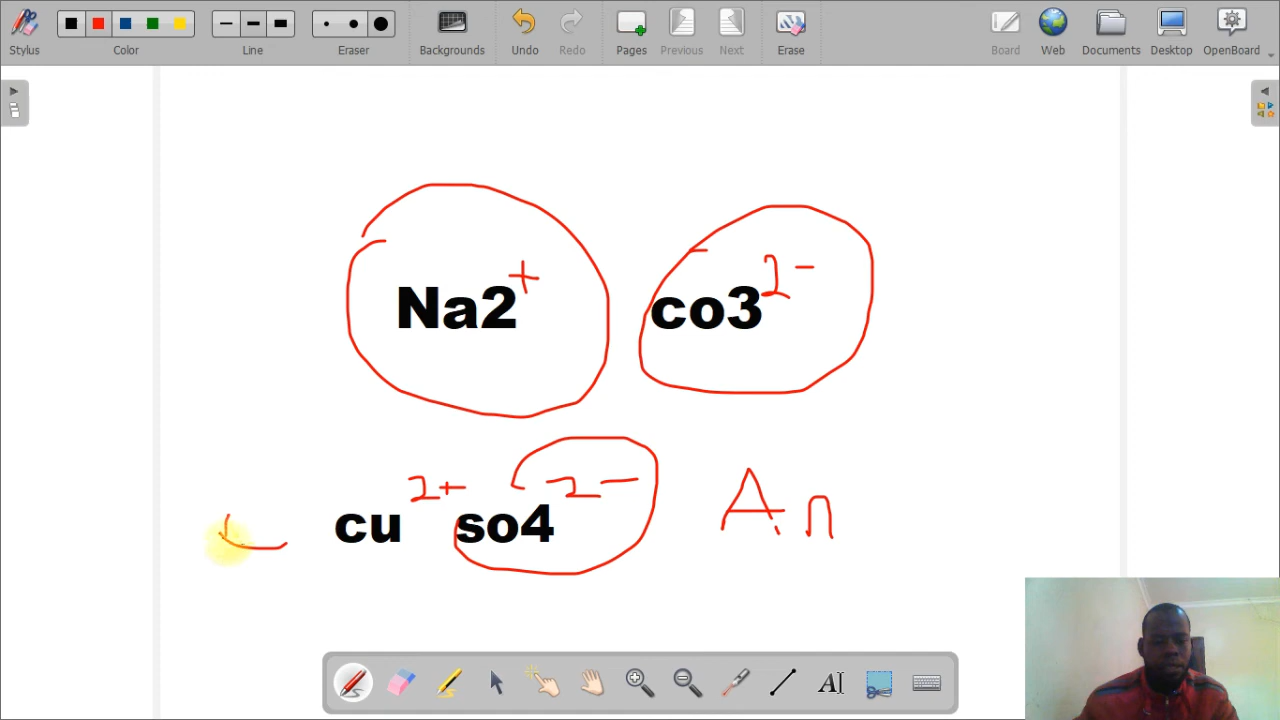 Stylus Color Line Eraser Backgrounds Undo Redo Pages Previous Next Erase Board Web Documents Desktop OpenBoard
Na2+ co3 2-
cu 2+ so4 2- An
AI